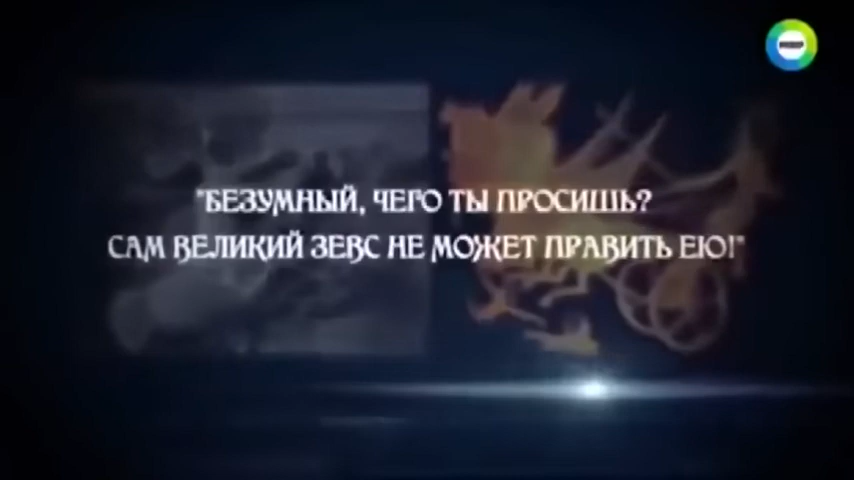 "БЕЗУМНЫЙ, ЧЕГО ТЫ ПРОСИШЬ?
САМ ВЕЛИКИЙ ЗЕВС НЕ МОЖЕТ ПРАВИТЬ ЕЮ!"